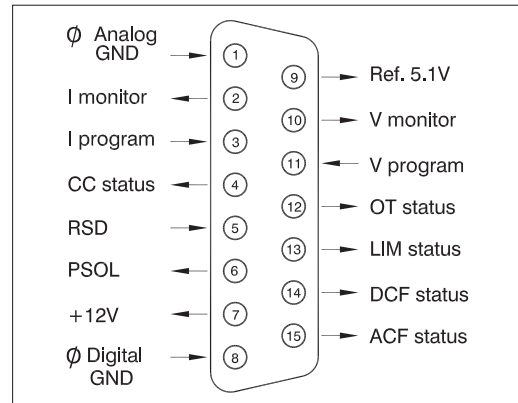 ϕ Analog
GND
I monitor
I program
CC status
RSD
PSOL
+12V
ϕ Digital
GND
1
2
3
4
5
6
7
8
9
10
11
12
13
14
15
Ref. 5.1V
V monitor
V program
OT status
LIM status
DCF status
ACF status